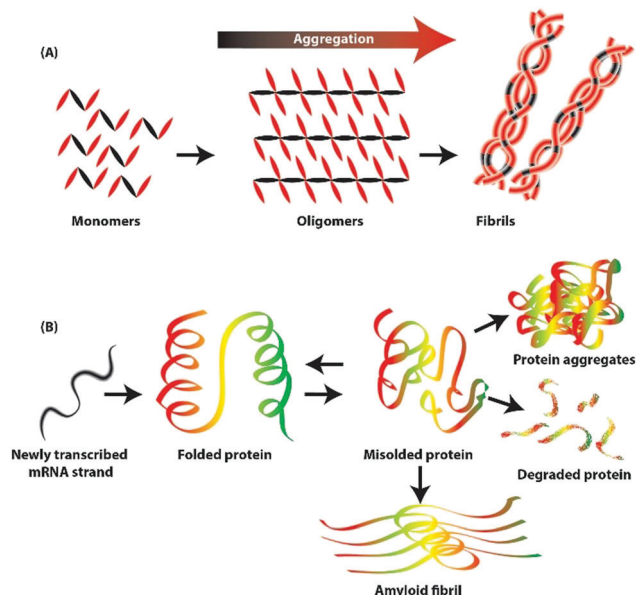 Aggregation
(A)
Monomers
Oligomers
Fibrils
(B)
Protein aggregates
Newly transcribed
mRNA strand
Folded protein
Misolded protein
Degraded protein
Amyloid fibril